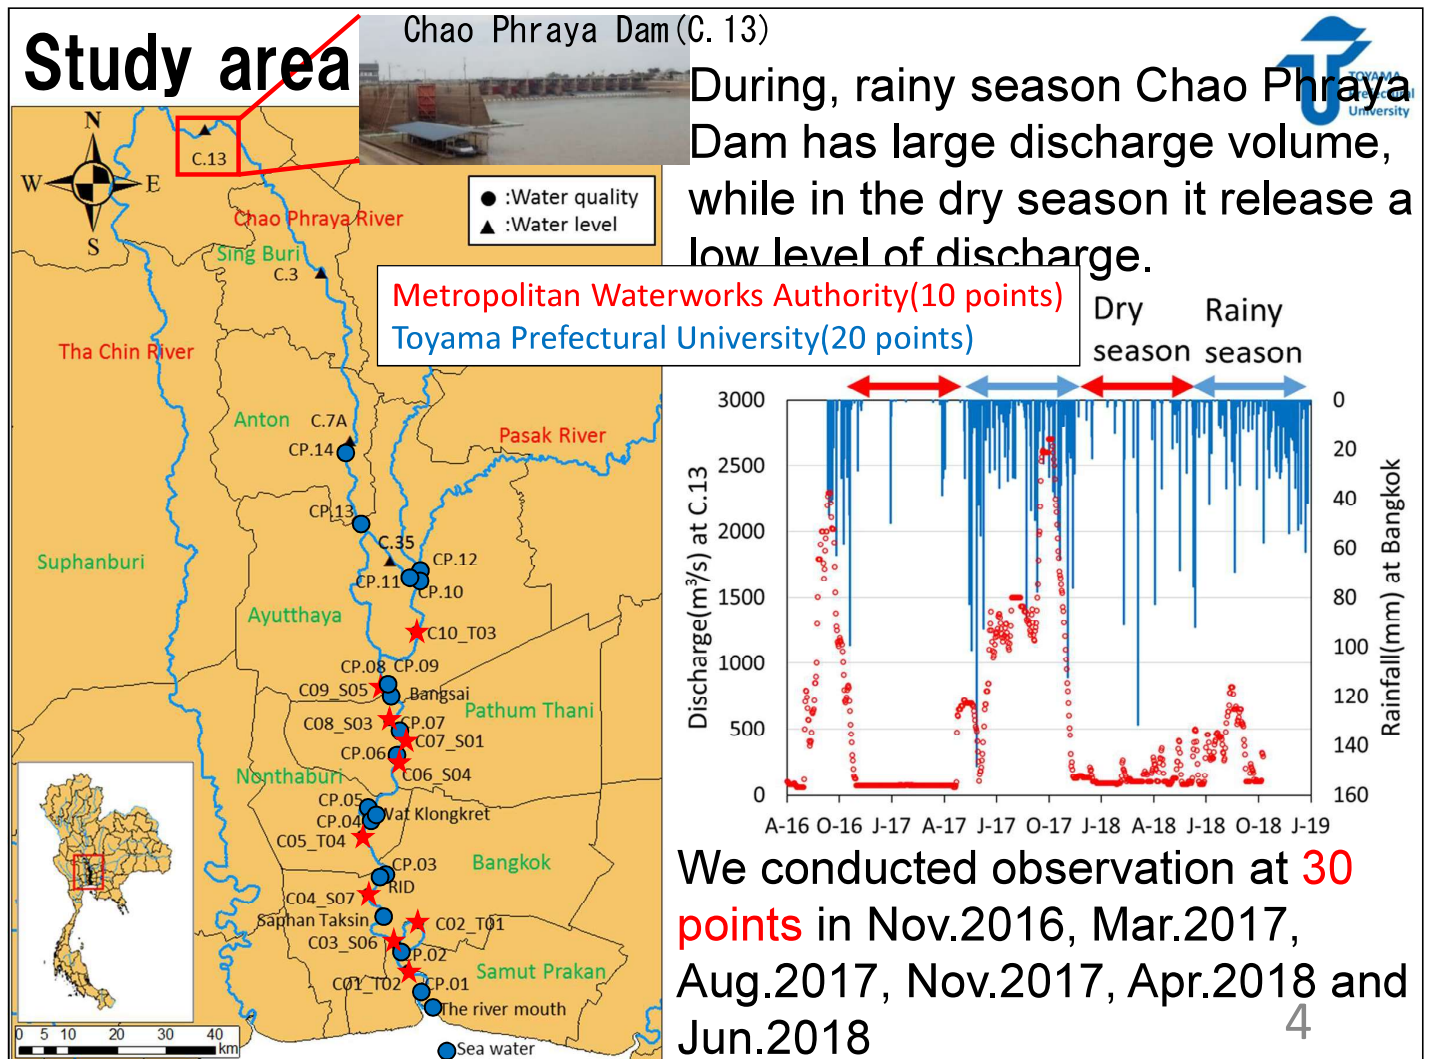 Study area
Chao Phraya Dam(C.13)
TOYAMA
Prefectural
University
During, rainy season Chao Phraya
Dam has large discharge volume,
while in the dry season it release a
low level of discharge.
N
W
E
S
C.13
:Water quality
:Water level
Chao Phraya River
Sing Buri
C.3
Metropolitan Waterworks Authority(10 points)
Toyama Prefectural University(20 points)
Tha Chin River
Anton
C.7A
CP.14
Pasak River
CP.13
C.35
CP.12
CP.11
CP.10
Suphanburi
Ayutthaya
C10_T03
CP.08
CP.09
C09_S05
Bangsai
Pathum Thani
C08_S03
CP.07
C07_S01
CP.06
C06_S04
Nonthaburi
CP.05
CP.04
Wat Klongkret
C05_T04
CP.03
Bangkok
RID
C04_S07
Saphan Taksin
C02_T01
C03_S06
CP.02
Samut Prakan
C01_T02
CP.01
The river mouth
Sea water
0 5 10 20 30 40
km
Dry
season
Rainy
season
Discharge(m³/s) at C.13
3000
2500
2000
1500
1000
500
0
0
20
40
60
80
100
120
140
160
Rainfall(mm) at Bangkok
A-16 O-16 J-17 A-17 J-17 O-17 J-18 A-18 J-18 O-18 J-19
We conducted observation at 30
points in Nov.2016, Mar.2017,
Aug.2017, Nov.2017, Apr.2018 and
Jun.2018
4